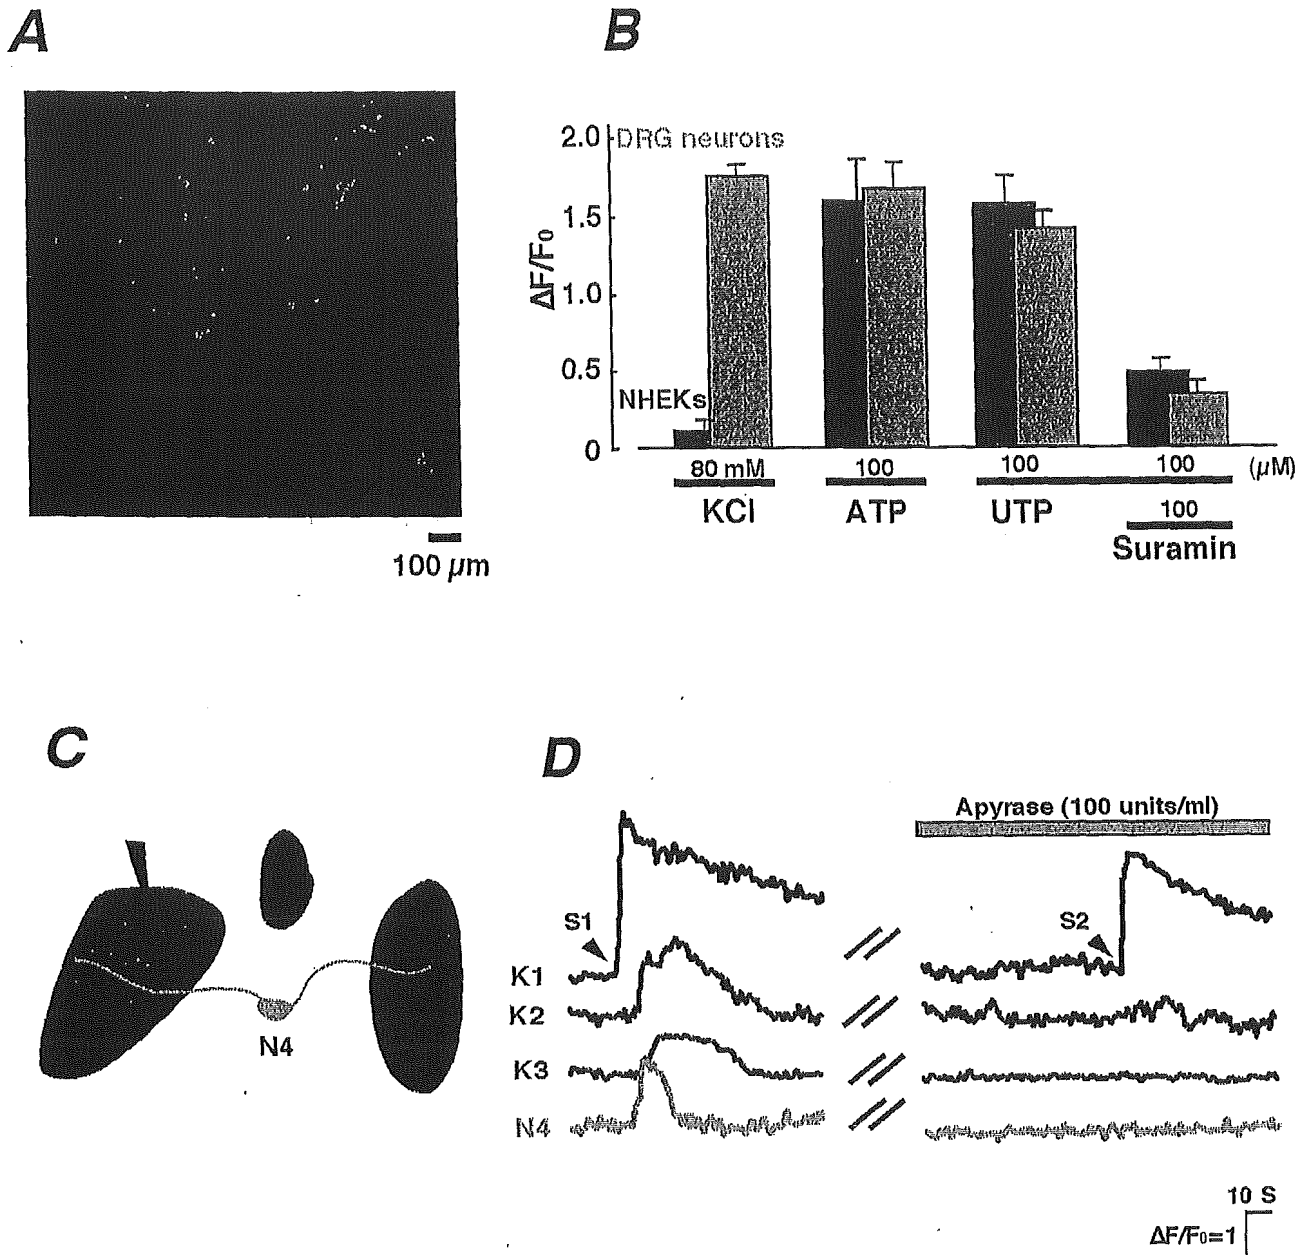 A
100 µm
B
ΔF/F0
2.0
1.5
1.0
0.5
0
DRG neurons
NHEKs
80 mM
100
100
100
(µM)
KCl
ATP
UTP
100
Suramin
C
N4
D
Apyrase (100 units/ml)
S1
S2
K1
K2
K3
N4
10 S
ΔF/F0=1